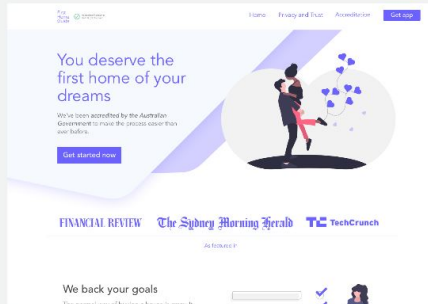 Home Privacy and Trust Accreditation Get app
You deserve the
first home of your
dreams
We've been accredited by the Australian
Government to make the process easier than
ever before.
Get started now
FINANCIAL REVIEW The Sydney Morning Herald TechCrunch
As featured in
We back your goals